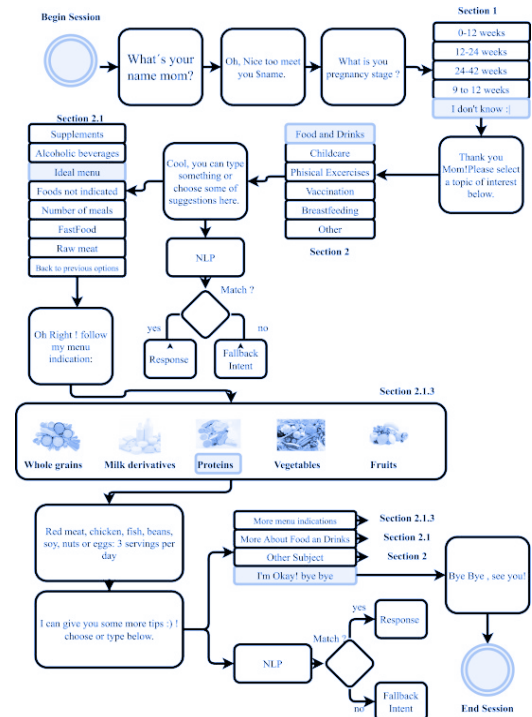 Begin Session
What´s your
name mom?
Oh, Nice too meet
you $name.
What is you
pregnancy stage ?
Section 1
0-12 weeks
12-24 weeks
24-42 weeks
9 to 12 weeks
I don't know :|
Thank you
Mom!Please select
a topic of interest
below.
Food and Drinks
Childcare
Phisical Excercises
Vaccination
Breastfeeding
Other
Section 2
Cool, you can type
something or
choose some of
suggestions here.
NLP
Match ?
yes
no
Response
Fallback
Intent
Section 2.1
Supplements
Alcoholic beverages
Ideal menu
Foods not indicated
Number of meals
FastFood
Raw meat
Back to previous options
Oh Right ! follow
my menu
indication:
Section 2.1.3
Whole grains
Milk derivatives
Proteins
Vegetables
Fruits
Red meat, chicken, fish, beans,
soy, nuts or eggs: 3 servings per
day
I can give you some more tips :) !
choose or type below.
More menu indications
Section 2.1.3
More About Food an Drinks
Section 2.1
Other Subject
Section 2
I'm Okay! bye bye
Bye Bye , see you!
NLP
Match ?
yes
no
Response
Fallback
Intent
End Session